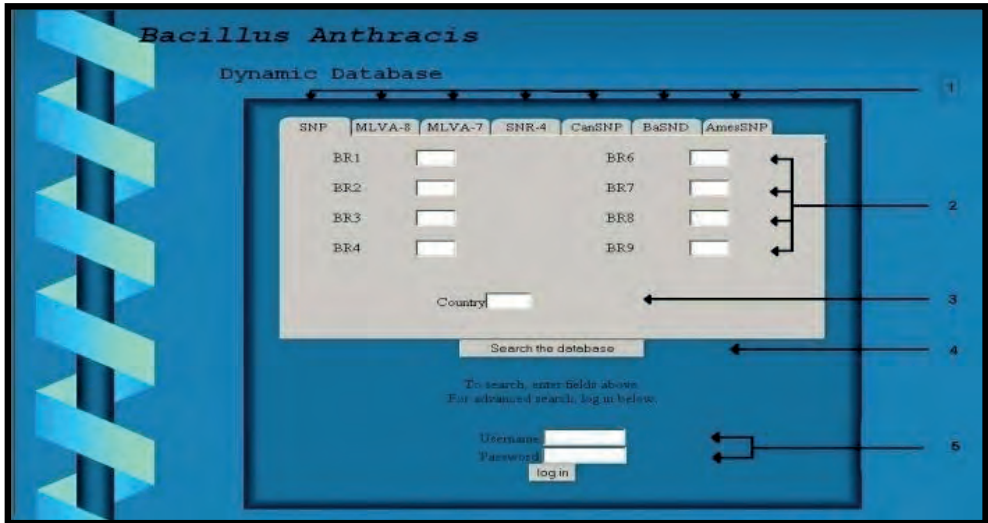 Bacillus Anthracis
Dynamic Database
1
SNP MLVA-8 MLVA-7 SNR-4 CanSNP BaSND AmesSNP
BR1 BR6
BR2 BR7
2
BR3 BR8
BR4 BR9
Country 3
Search the database 4
To search, enter fields above.
For advanced search, log in below.
Username
5
Password
log in